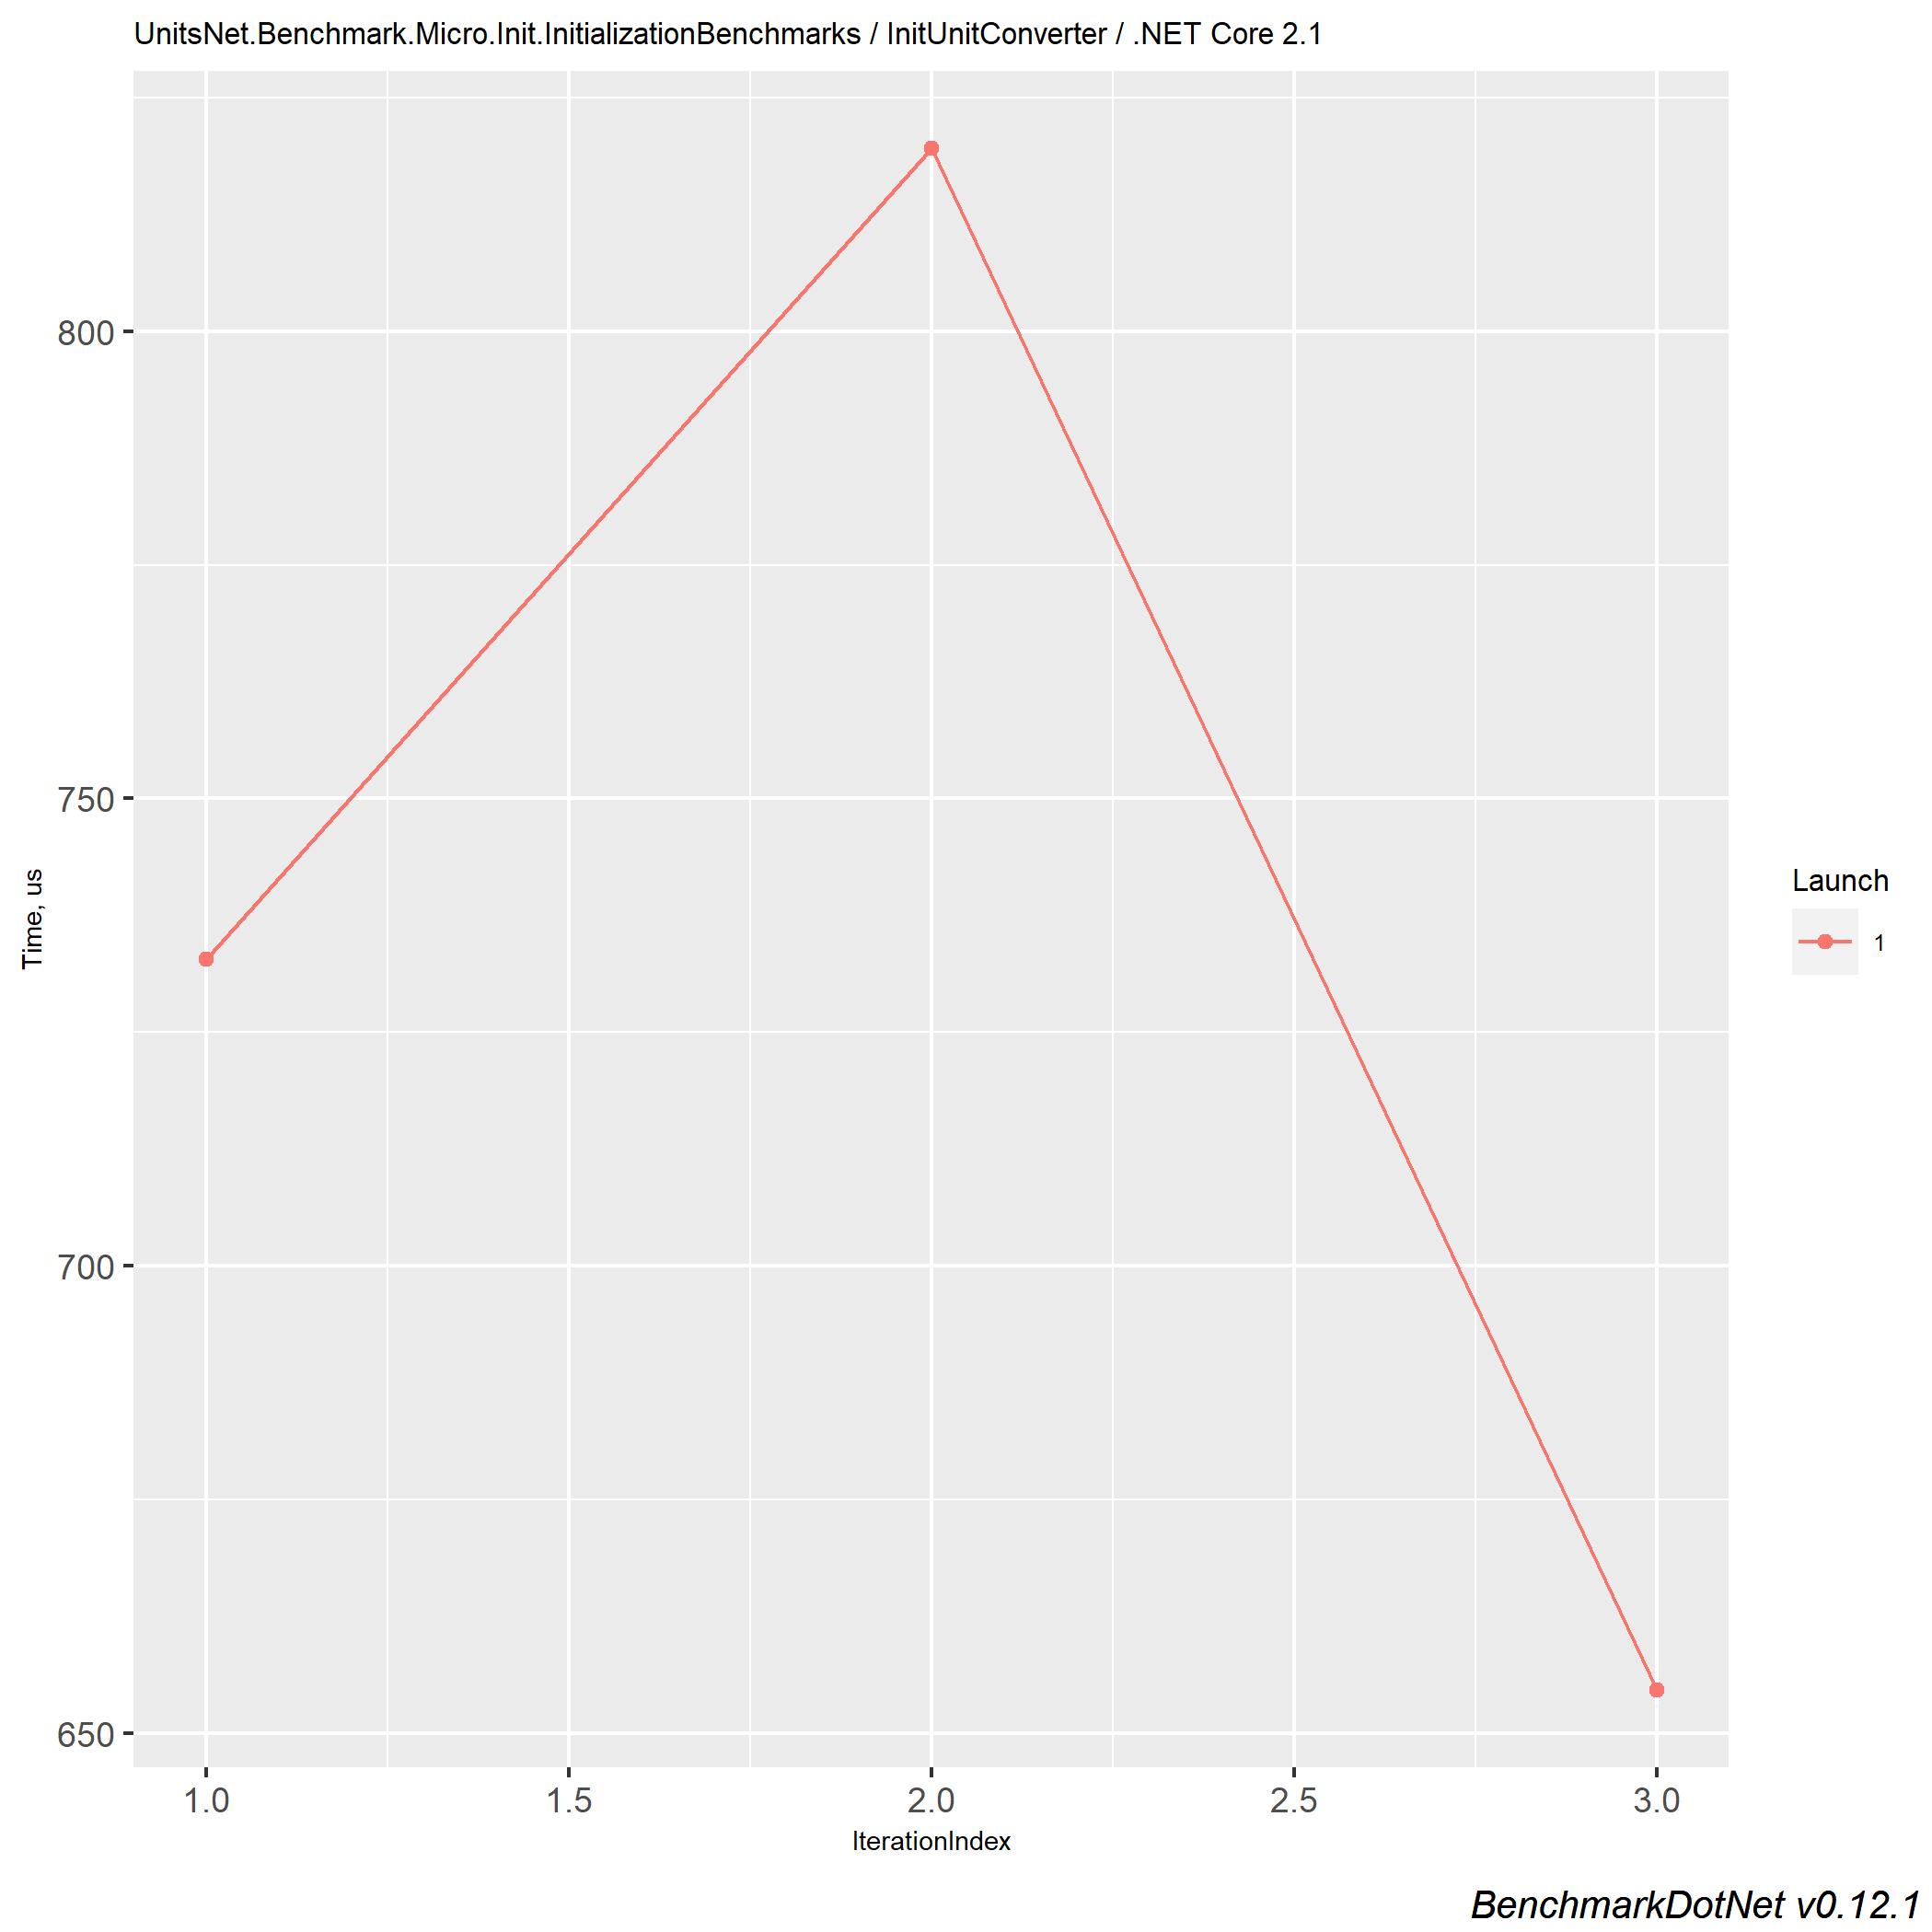 UnitsNet.Benchmark.Micro.Init.InitializationBenchmarks / InitUnitConverter / .NET Core 2.1
800
750
700
650
Time, us
1.0 1.5 2.0 2.5 3.0
IterationIndex
Launch
1
BenchmarkDotNet v0.12.1